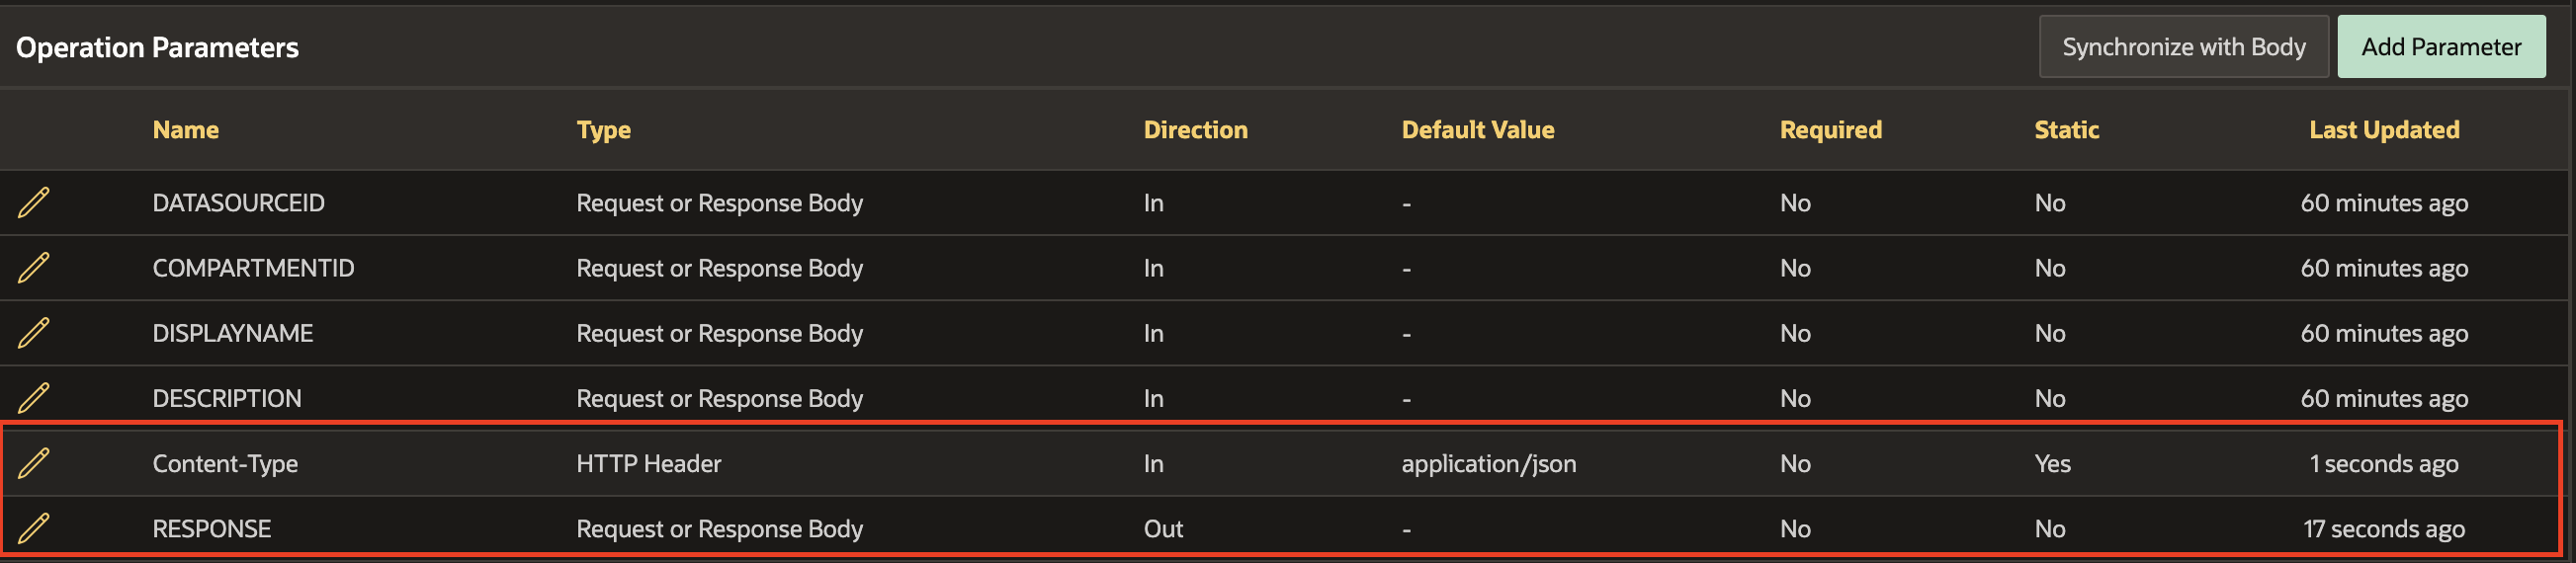 Operation Parameters Synchronize with Body Add Parameter
Name Type Direction Default Value Required Static Last Updated
DATASOURCEID Request or Response Body In - No No 60 minutes ago
COMPARTMENTID Request or Response Body In - No No 60 minutes ago
DISPLAYNAME Request or Response Body In - No No 60 minutes ago
DESCRIPTION Request or Response Body In - No No 60 minutes ago
Content-Type HTTP Header In application/json No Yes 1 seconds ago
RESPONSE Request or Response Body Out - No No 17 seconds ago